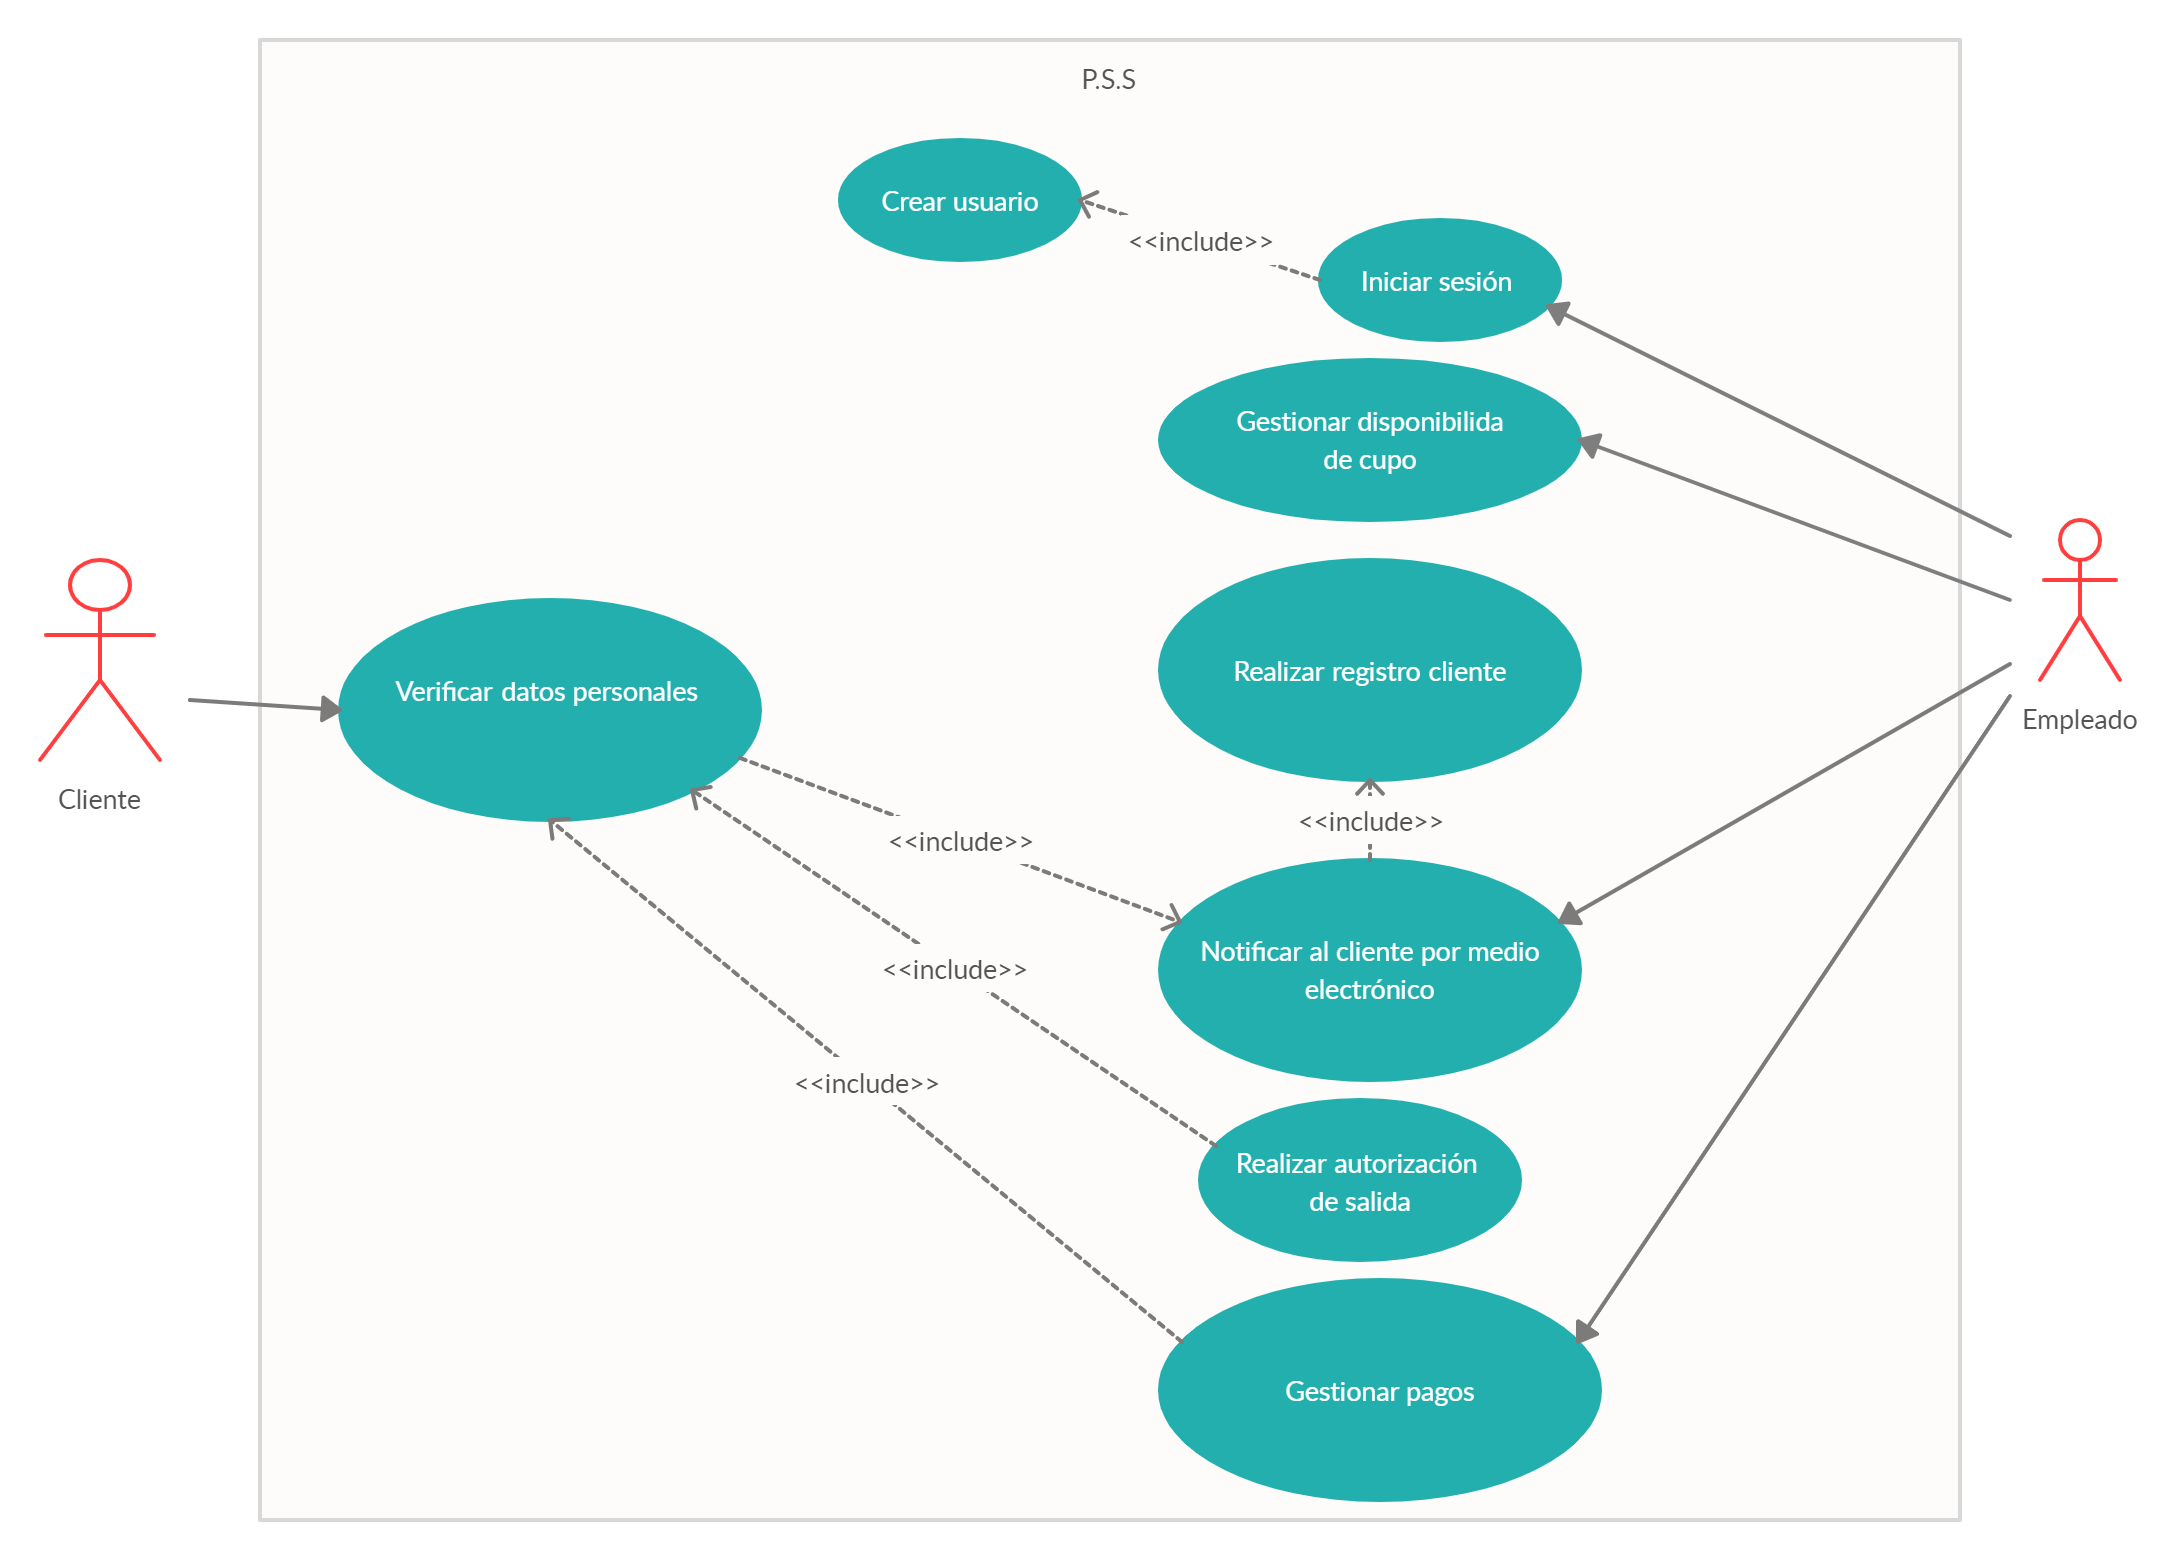 P.S.S
Crear usuario
<<include>>
Iniciar sesión
Gestionar disponibilida
de cupo
Realizar registro cliente
Verificar datos personales
Empleado
Cliente
<<include>>
<<include>>
Notificar al cliente por medio
electrónico
<<include>>
<<include>>
Realizar autorización
de salida
Gestionar pagos